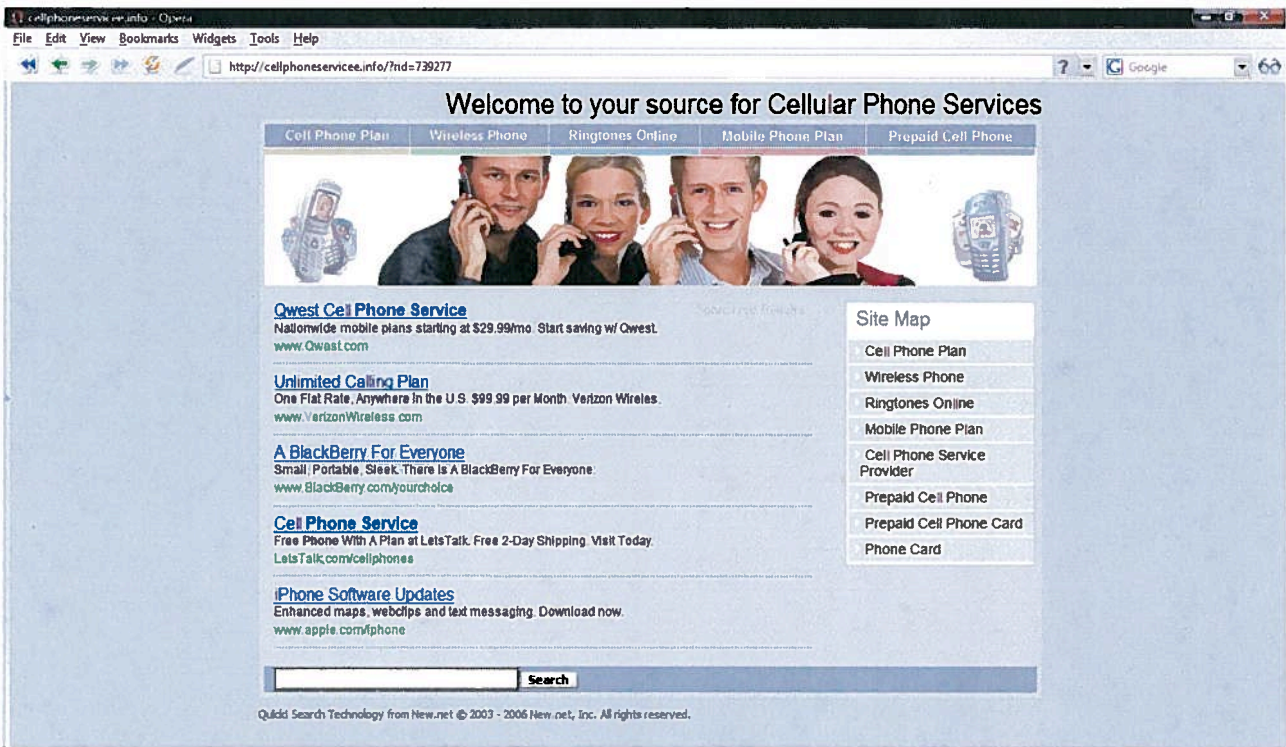 cellphoneservicee.info - Opera
File Edit View Bookmarks Widgets Tools Help
http://cellphoneservicee.info/?nd=739277
? Google
Welcome to your source for Cellular Phone Services
Cell Phone Plan Wireless Phone Ringtones Online Mobile Phone Plan Prepaid Cell Phone
Qwest Cell Phone Service
Sponsored Results
Nationwide mobile plans starting at $29.99/mo. Start saving w/ Qwest.
www.Qwest.com
Unlimited Calling Plan
One Flat Rate, Anywhere in the U.S. $99.99 per Month. Verizon Wireles.
www.VerizonWireless.com
A BlackBerry For Everyone
Small, Portable, Sleek. There Is A BlackBerry For Everyone.
www.BlackBerry.com/yourchoice
Cell Phone Service
Free Phone With A Plan at LetsTalk. Free 2-Day Shipping. Visit Today.
LetsTalk.com/cellphones
iPhone Software Updates
Enhanced maps, webclips and text messaging. Download now.
www.apple.com/iphone
Site Map
Cell Phone Plan
Wireless Phone
Ringtones Online
Mobile Phone Plan
Cell Phone Service
Provider
Prepaid Cell Phone
Prepaid Cell Phone Card
Phone Card
Search
Quick! Search Technology from New.net © 2003 - 2006 New.net, Inc. All rights reserved.